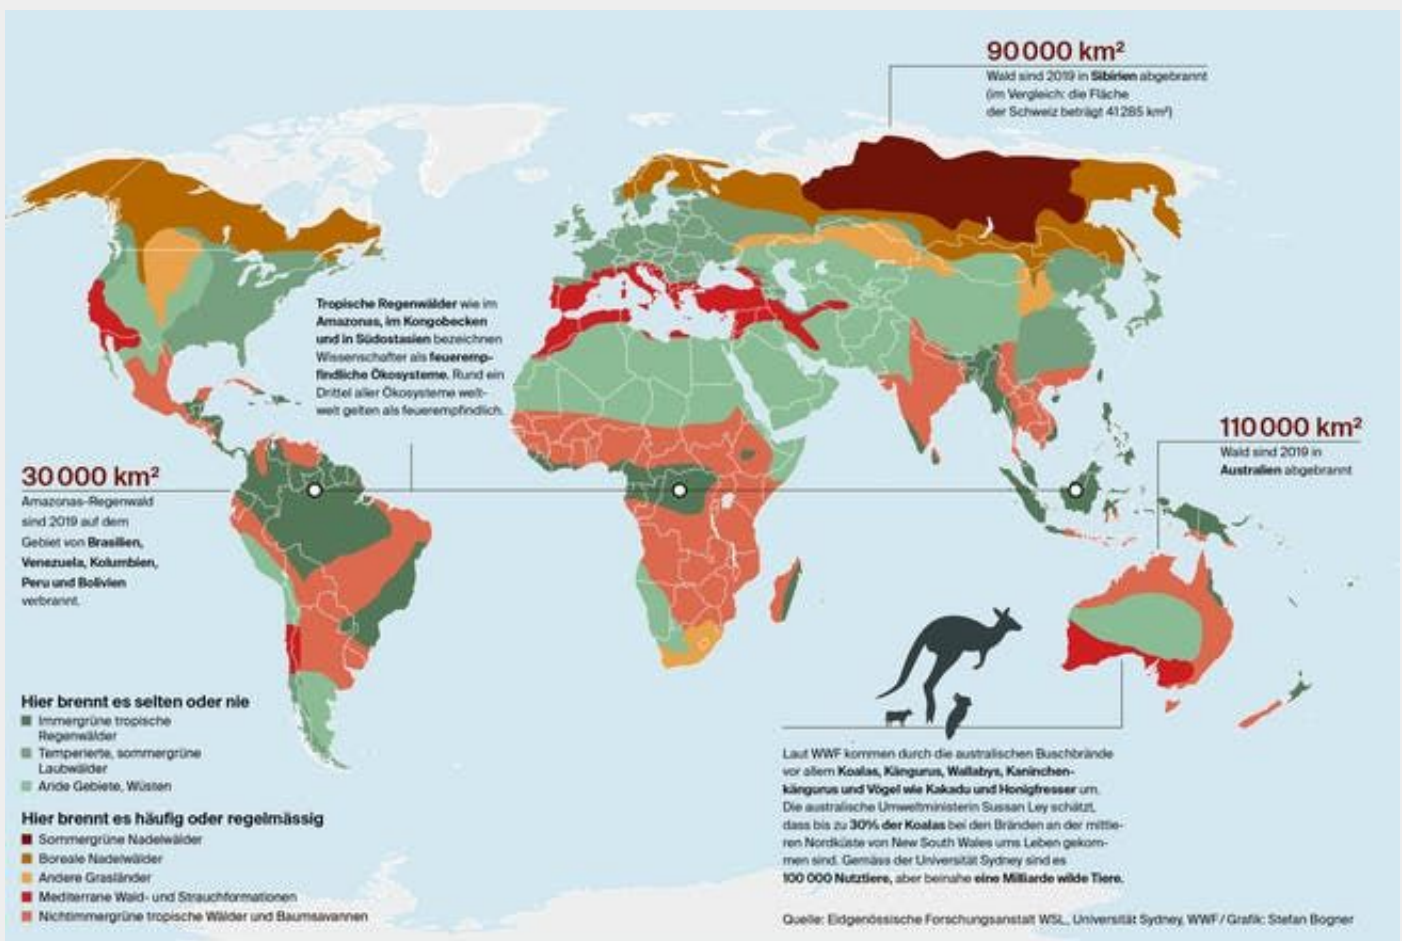 90 000 km²
Wald sind 2019 in Sibirien abgebrannt
(im Vergleich: die Fläche
der Schweiz beträgt 41 285 km²)
Tropische Regenwälder wie im
Amazonas, im Kongobecken
und in Südostasien bezeichnen
Wissenschafter als feueremp-
findliche Ökosysteme. Rund ein
Drittel aller Ökosysteme welt-
weit gelten als feuerempfindlich.
110 000 km²
Wald sind 2019 in
Australien abgebrannt
30 000 km²
Amazonas-Regenwald
sind 2019 auf dem
Gebiet von Brasilien,
Venezuela, Kolumbien,
Peru und Bolivien
verbrannt.
Hier brennt es selten oder nie
Immergrüne tropische
Regenwälder
Temperierte, sommergrüne
Laubwälder
Aride Gebiete, Wüsten
Hier brennt es häufig oder regelmässig
Sommergrüne Nadelwälder
Boreale Nadelwälder
Andere Grasländer
Mediterrane Wald- und Strauchformationen
Nichtimmergrüne tropische Wälder und Baumsavannen
Laut WWF kommen durch die australischen Buschbrände
vor allem Koalas, Kängurus, Wallabys, Kaninchen-
kängurus und Vögel wie Kakadu und Honigfresser um.
Die australische Umweltministerin Sussan Ley schätzt,
dass bis zu 30% der Koalas bei den Bränden an der mittle-
ren Nordküste von New South Wales ums Leben gekom-
men sind. Gemäss der Universität Sydney sind es
100 000 Nutztiere, aber beinahe eine Milliarde wilde Tiere.
Quelle: Eidgenössische Forschungsanstalt WSL, Universität Sydney, WWF / Grafik: Stefan Bogner